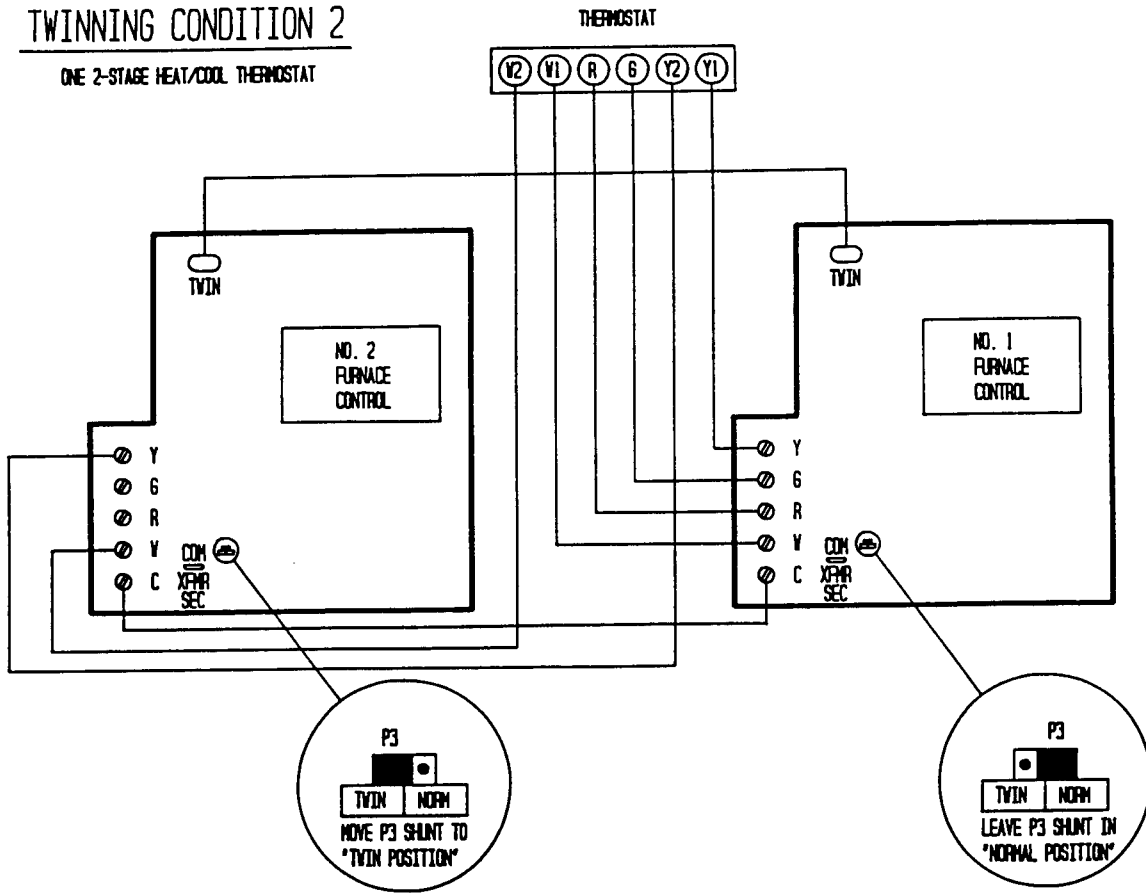 TWINNING CONDITION 2
ONE 2-STAGE HEAT/COOL THERMOSTAT
THERMOSTAT
W2 W1 R G Y2 Y1
TWIN
NO. 2
FURNACE
CONTROL
Y
G
R
W
C
COM
XFMR
SEC
P3
TWIN NORM
MOVE P3 SHUNT TO
"TWIN POSITION"
TWIN
NO. 1
FURNACE
CONTROL
Y
G
R
W
C
COM
XFMR
SEC
P3
TWIN NORM
LEAVE P3 SHUNT IN
"NORMAL POSITION"